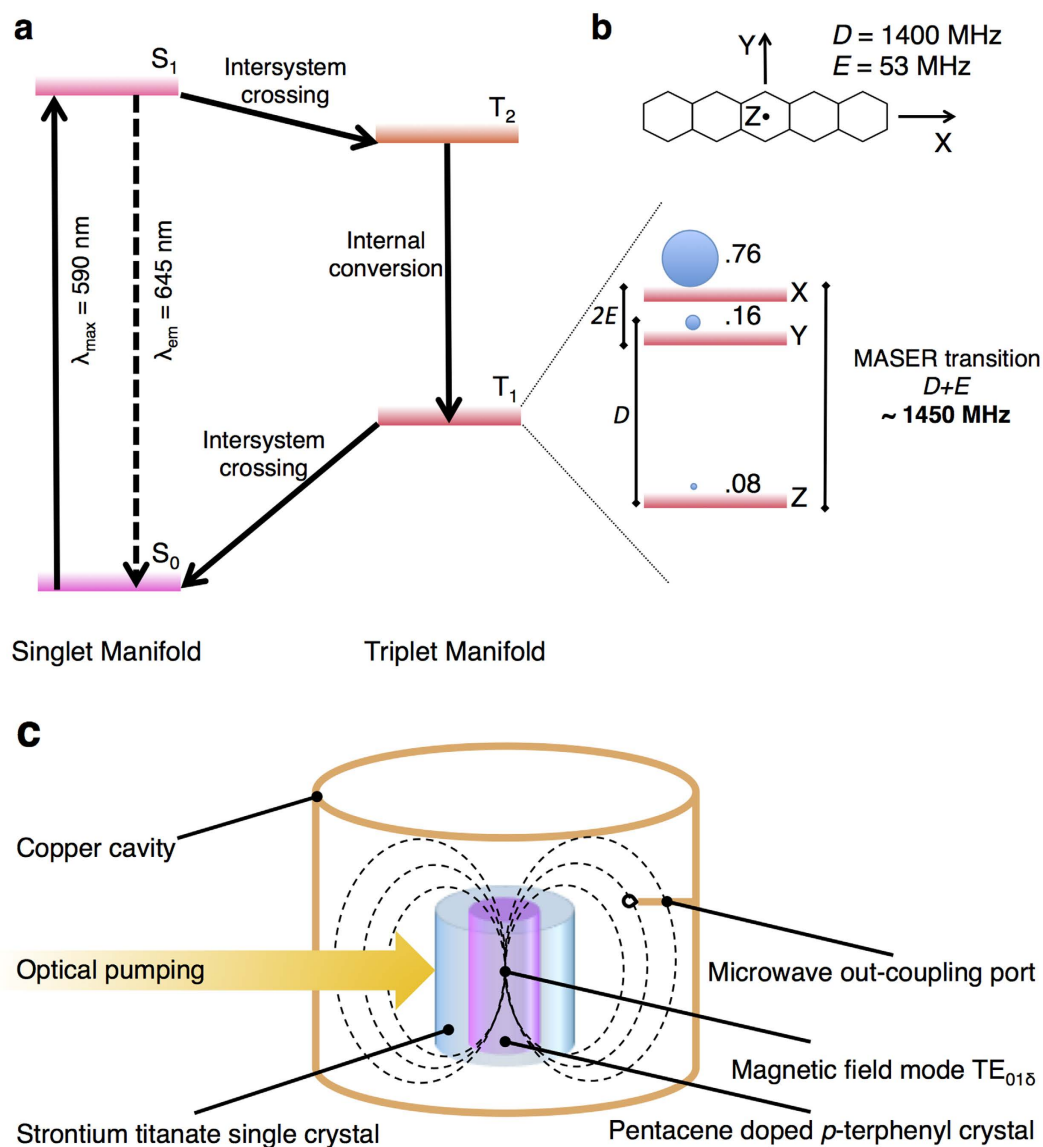 a
S1
Intersystem
crossing
T2
λmax = 590 nm
λem = 645 nm
Internal
conversion
T1
Intersystem
crossing
S0
Singlet Manifold
Triplet Manifold
b
Y
Z
X
D = 1400 MHz
E = 53 MHz
.76
X
2E
.16
Y
D
.08
Z
MASER transition
D+E
~ 1450 MHz
c
Copper cavity
Optical pumping
Strontium titanate single crystal
Microwave out-coupling port
Magnetic field mode TE01δ
Pentacene doped p-terphenyl crystal